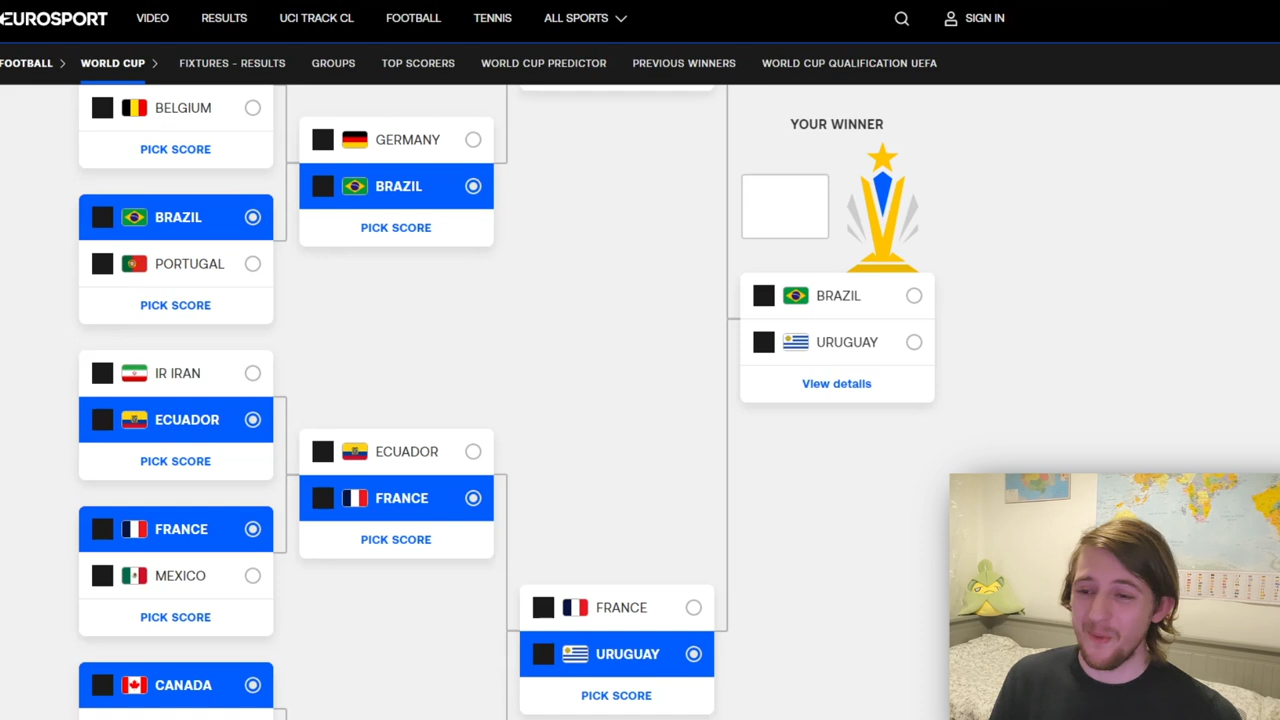 EUROSPORT VIDEO RESULTS UCI TRACK CL FOOTBALL TENNIS ALL SPORTS SIGN IN
FOOTBALL WORLD CUP FIXTURES - RESULTS GROUPS TOP SCORERS WORLD CUP PREDICTOR PREVIOUS WINNERS WORLD CUP QUALIFICATION UEFA
BELGIUM
PICK SCORE
BRAZIL
PORTUGAL
PICK SCORE
IR IRAN
ECUADOR
PICK SCORE
FRANCE
MEXICO
PICK SCORE
CANADA
GERMANY
BRAZIL
PICK SCORE
ECUADOR
FRANCE
PICK SCORE
FRANCE
URUGUAY
PICK SCORE
YOUR WINNER
BRAZIL
URUGUAY
View details